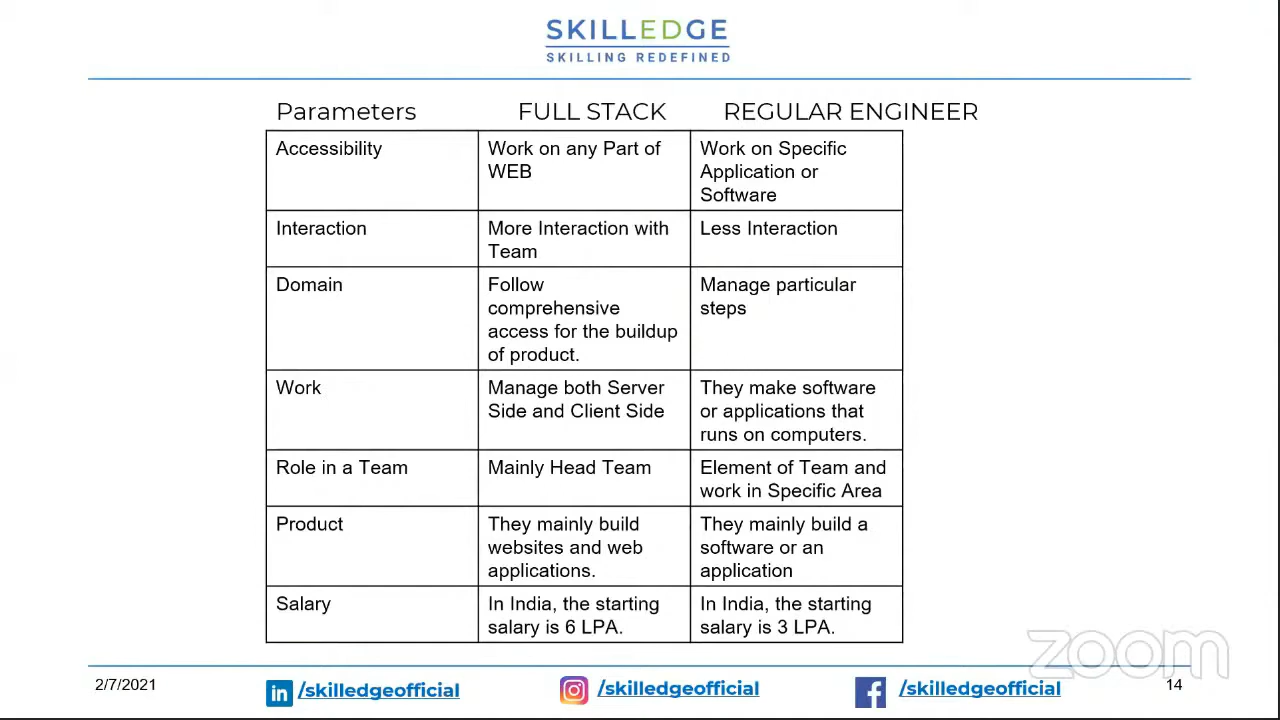 SKILLEDGE
SKILLING REDEFINED
Parameters FULL STACK REGULAR ENGINEER
Accessibility
Work on any Part of
WEB
Work on Specific
Application or
Software
Interaction
More Interaction with
Team
Less Interaction
Domain
Follow
comprehensive
access for the buildup
of product.
Manage particular
steps
Work
Manage both Server
Side and Client Side
They make software
or applications that
runs on computers.
Role in a Team
Mainly Head Team
Element of Team and
work in Specific Area
Product
They mainly build
websites and web
applications.
They mainly build a
software or an
application
Salary
In India, the starting
salary is 6 LPA.
In India, the starting
salary is 3 LPA.
zoom
2/7/2021
in /skilledgeofficial
/skilledgeofficial
f /skilledgeofficial
14